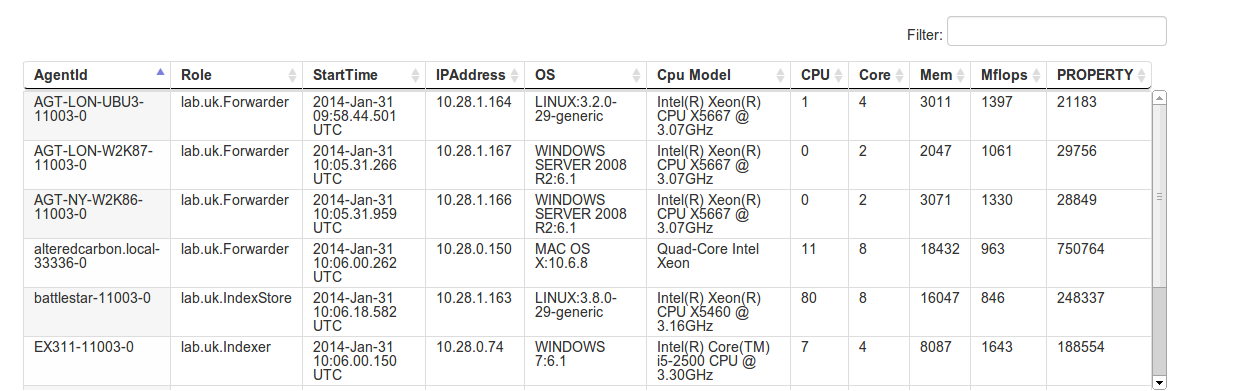 Filter:
AgentId Role StartTime IPAddress OS Cpu Model CPU Core Mem Mflops PROPERTY
AGT-LON-UBU3- lab.uk.Forwarder 2014-Jan-31 10.28.1.164 LINUX:3.2.0- Intel(R) Xeon(R) 1 4 3011 1397 21183
11003-0 09:58.44.501 29-generic CPU X5667 @
UTC 3.07GHz
AGT-LON-W2K87- lab.uk.Forwarder 2014-Jan-31 10.28.1.167 WINDOWS Intel(R) Xeon(R) 0 2 2047 1061 29756
11003-0 10:05.31.266 SERVER 2008 CPU X5667 @
UTC R2:6.1 3.07GHz
AGT-NY-W2K86- lab.uk.Forwarder 2014-Jan-31 10.28.1.166 WINDOWS Intel(R) Xeon(R) 0 2 3071 1330 28849
11003-0 10:05.31.959 SERVER 2008 CPU X5667 @
UTC R2:6.1 3.07GHz
alteredcarbon.local- lab.uk.Forwarder 2014-Jan-31 10.28.0.150 MAC OS Quad-Core Intel 11 8 18432 963 750764
33336-0 10:06.00.262 X:10.6.8 Xeon
UTC
battlestar-11003-0 lab.uk.IndexStore 2014-Jan-31 10.28.1.163 LINUX:3.8.0- Intel(R) Xeon(R) 80 8 16047 846 248337
10:06.18.582 29-generic CPU X5460 @
UTC 3.16GHz
EX311-11003-0 lab.uk.Indexer 2014-Jan-31 10.28.0.74 WINDOWS Intel(R) Core(TM) 7 4 8087 1643 188554
10:06.00.150 7:6.1 i5-2500 CPU @
UTC 3.30GHz